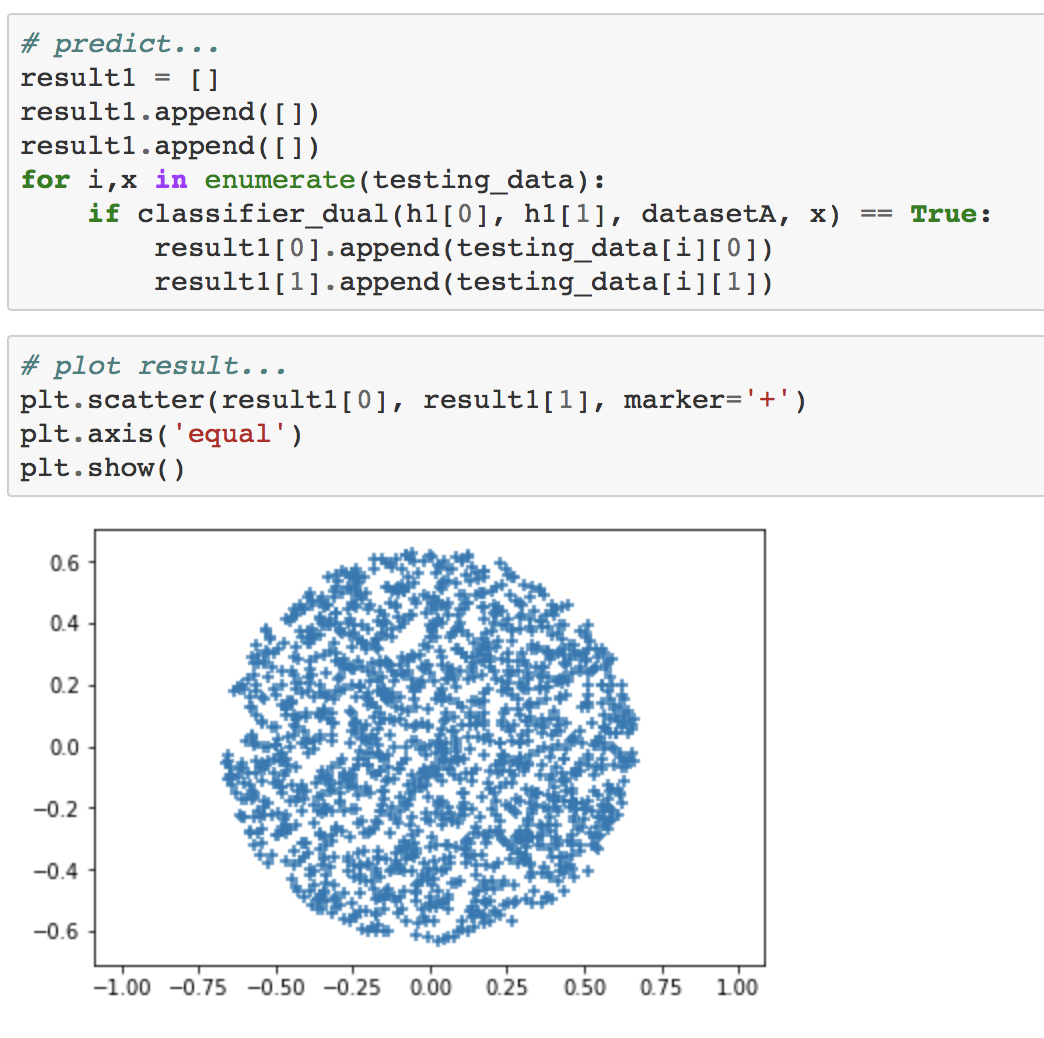 # predict...
result1 = []
result1.append([])
result1.append([])
for i,x in enumerate(testing_data):
    if classifier_dual(h1[0], h1[1], datasetA, x) == True:
        result1[0].append(testing_data[i][0])
        result1[1].append(testing_data[i][1])
# plot result...
plt.scatter(result1[0], result1[1], marker='+')
plt.axis('equal')
plt.show()
0.6
0.4
0.2
0.0
−0.2
−0.4
−0.6
−1.00 −0.75 −0.50 −0.25 0.00 0.25 0.50 0.75 1.00